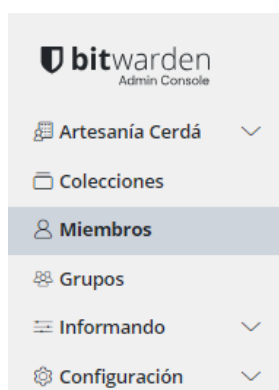 bitwarden
Admin Console
Artesanía Cerdá
Colecciones
Miembros
Grupos
Informando
Configuración